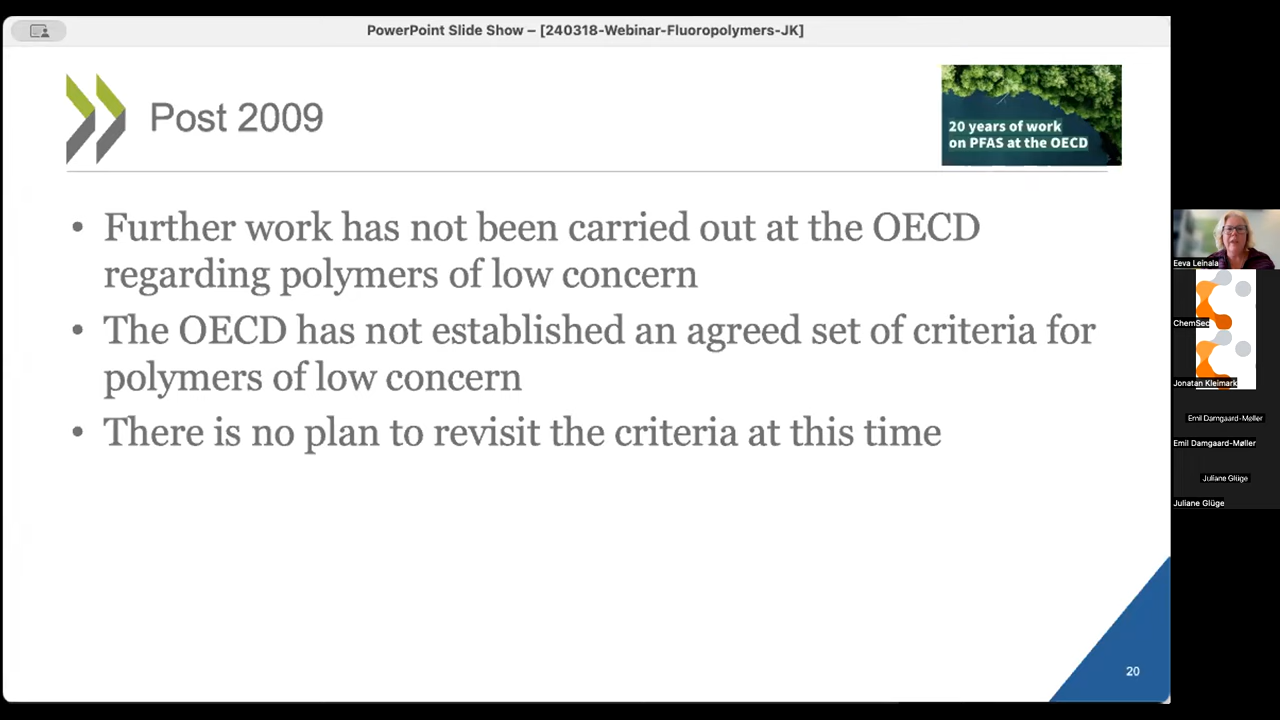 PowerPoint Slide Show – [240318-Webinar-Fluoropolymers-JK]
Post 2009
20 years of work
on PFAS at the OECD
• Further work has not been carried out at the OECD
regarding polymers of low concern
• The OECD has not established an agreed set of criteria for
polymers of low concern
• There is no plan to revisit the criteria at this time
20
Eeva Leinala
ChemSec
Jonatan Kleimark
Emil Damgaard-Møller
Emil Damgaard-Møller
Juliane Glüge
Juliane Glüge